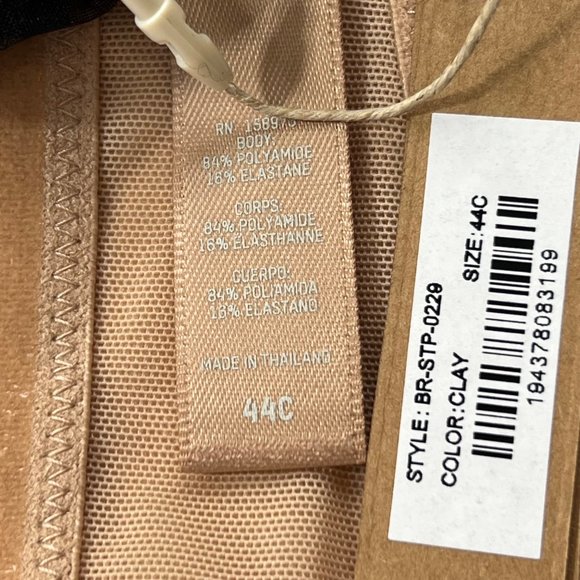 BODY:
84% POLYAMIDE
16% ELASTANE
CORPS:
84% POLYAMIDE
16% ELASTHANNE
CUERPO:
84% POLIAMIDA
16% ELASTANO
MADE IN THAILAND
44C
STYLE: BR-STP-0229
COLOR:CLAY
SIZE:44C
194378083199